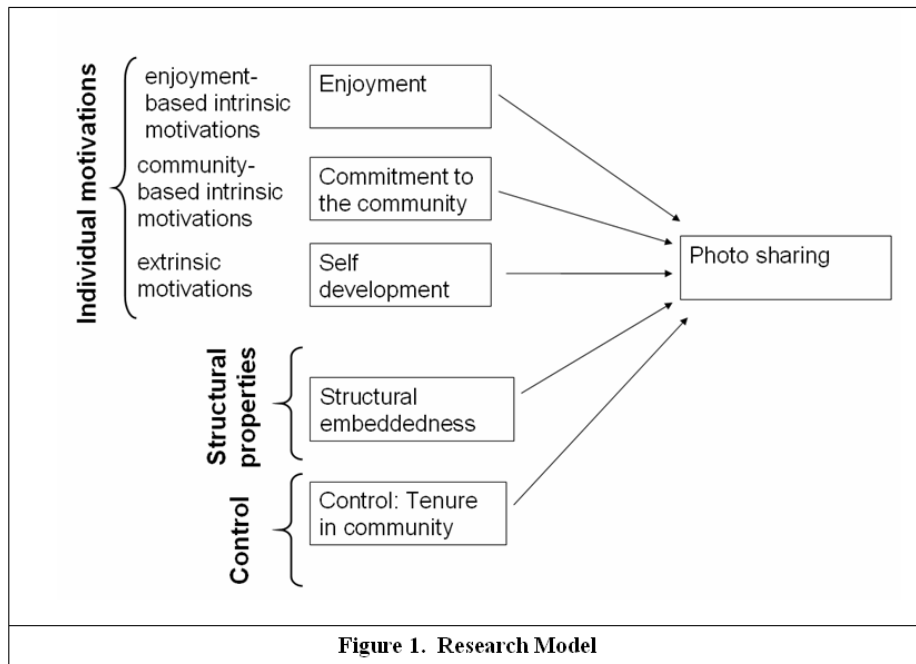 Individual motivations
enjoyment-
based intrinsic
motivations
Enjoyment
community-
based intrinsic
motivations
Commitment to
the community
extrinsic
motivations
Self
development
Photo sharing
Structural
properties
Structural
embeddedness
Control
Control: Tenure
in community
Figure 1. Research Model